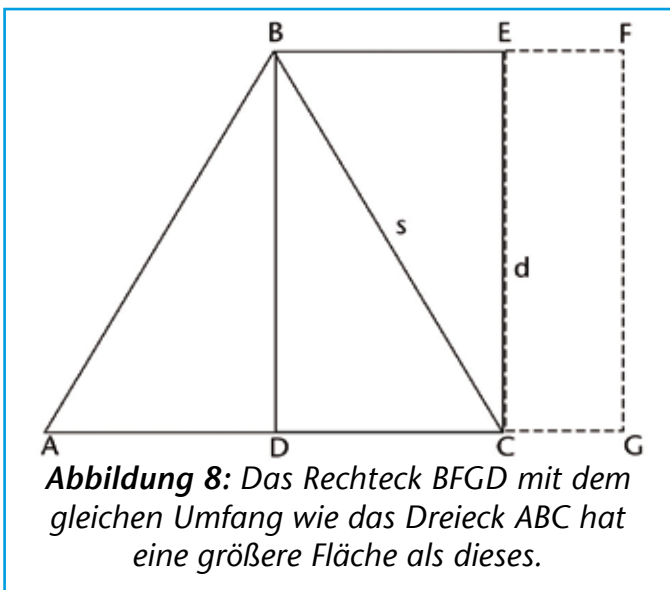 B E F
s
d
A D C G
Abbildung 8: Das Rechteck BFGD mit dem
gleichen Umfang wie das Dreieck ABC hat
eine größere Fläche als dieses.